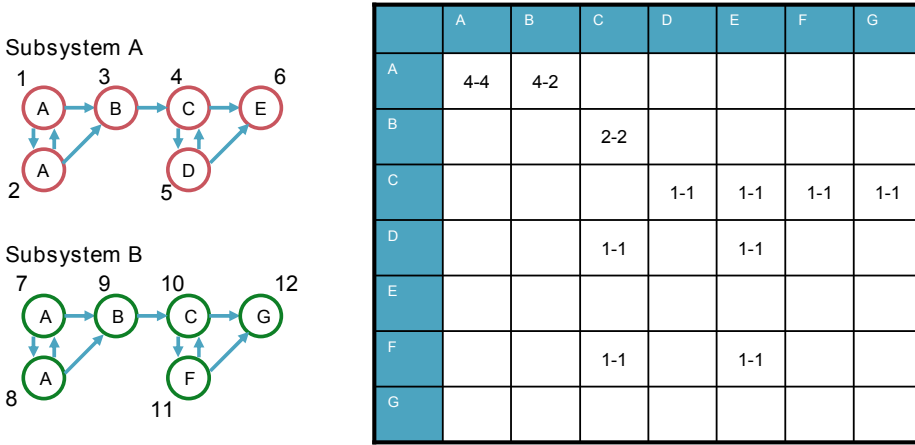 Subsystem A
1 3 4 6
A B C E
A D
2 5
Subsystem B
7 9 10 12
A B C G
A F
8 11
A B C D E F G
A 4-4 4-2
B 2-2
C 1-1 1-1 1-1 1-1
D 1-1 1-1
E
F 1-1 1-1
G